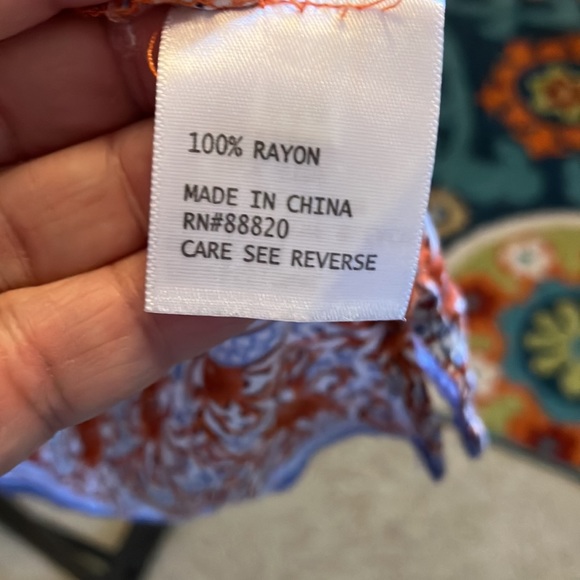 100% RAYON
MADE IN CHINA
RN#88820
CARE SEE REVERSE